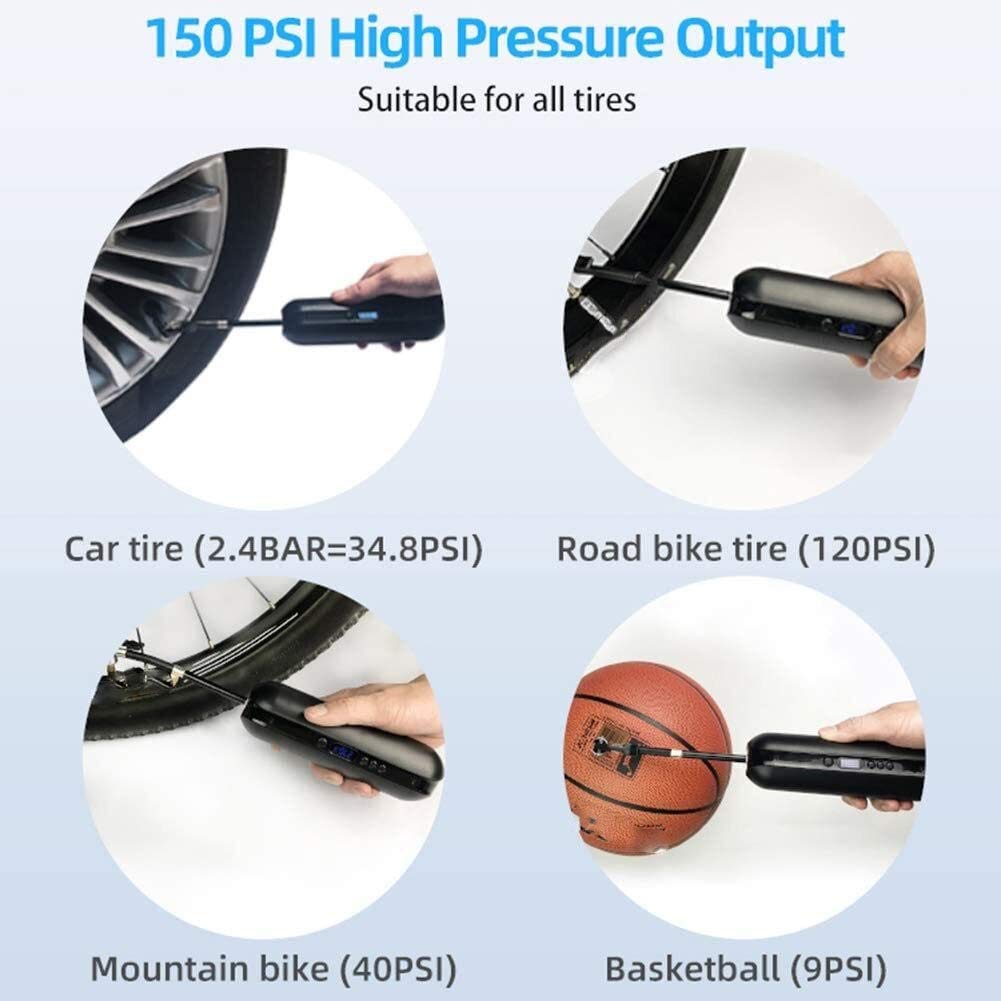 150 PSI High Pressure Output
Suitable for all tires
Car tire (2.4BAR=34.8PSI)
Road bike tire (120PSI)
Mountain bike (40PSI)
Basketball (9PSI)